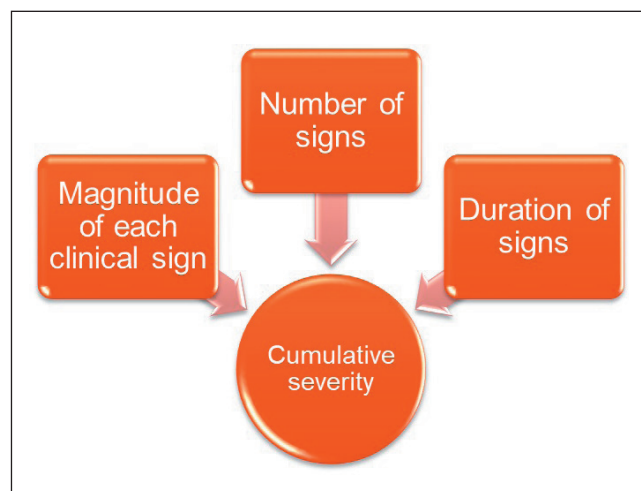 Number of
signs
Magnitude
of each
clinical sign
Duration of
signs
Cumulative
severity